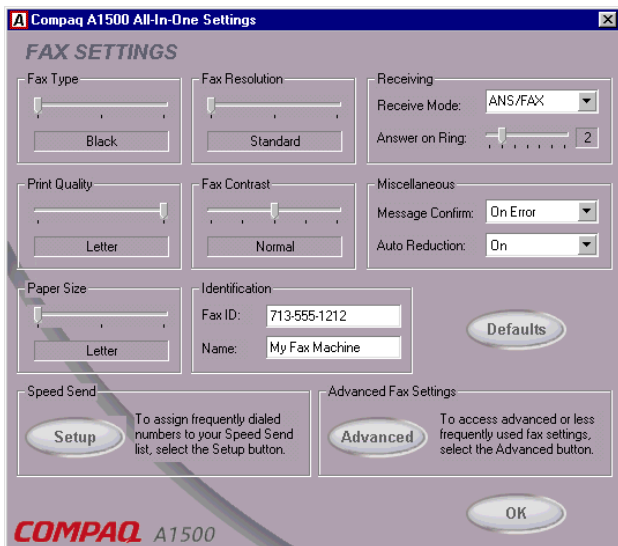 A Compaq A1500 All-In-One Settings
FAX SETTINGS
Fax Type
Black
Fax Resolution
Standard
Receiving
Receive Mode: ANS/FAX
Answer on Ring: 2
Print Quality
Letter
Fax Contrast
Normal
Miscellaneous
Message Confirm: On Error
Auto Reduction: On
Paper Size
Letter
Identification
Fax ID: 713-555-1212
Name: My Fax Machine
Defaults
Speed Send
Setup
To assign frequently dialed
numbers to your Speed Send
list, select the Setup button.
Advanced Fax Settings
Advanced
To access advanced or less
frequently used fax settings,
select the Advanced button.
OK
COMPAQ A1500